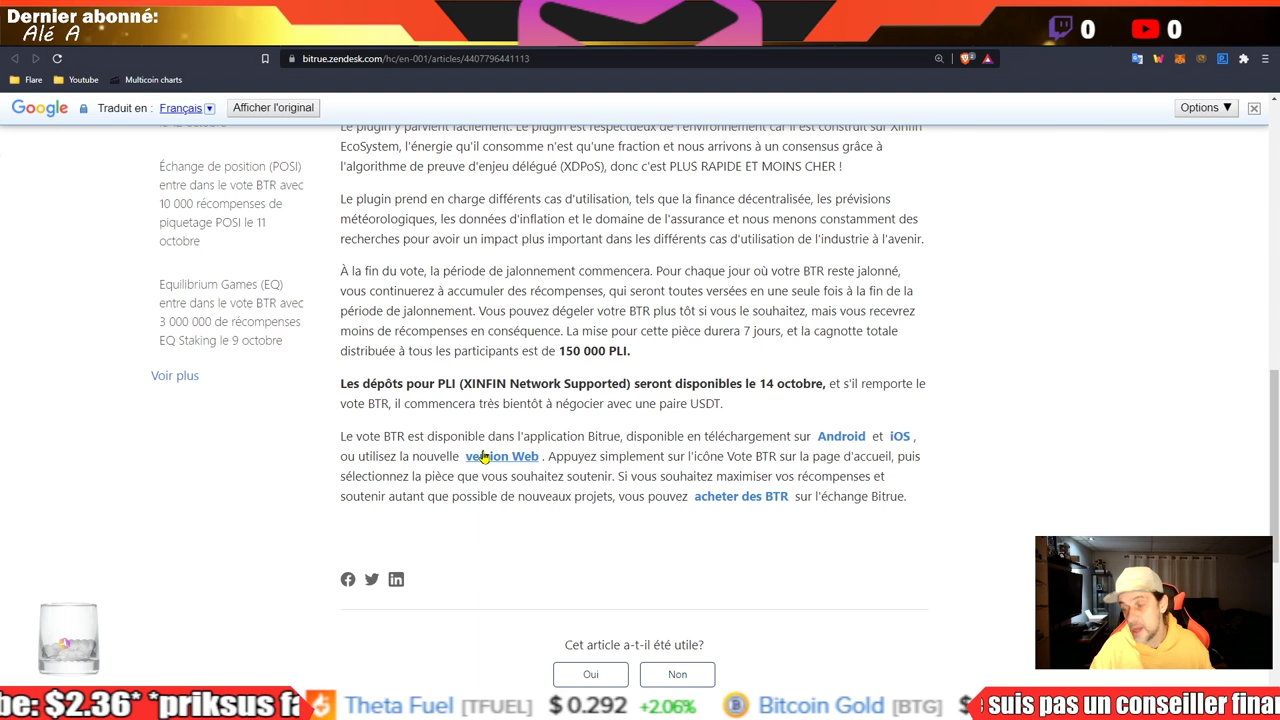 Dernier abonné:
Alé A
0
0
bitrue.zendesk.com/hc/en-001/articles/4407796441113
Flare
Youtube
Multicoin charts
Google
Traduit en : Français
Afficher l'original
Options ▼
Échange de position (POSI)
entre dans le vote BTR avec
10 000 récompenses de
piquetage POSI le 11
octobre
Equilibrium Games (EQ)
entre dans le vote BTR avec
3 000 000 de récompenses
EQ Staking le 9 octobre
Voir plus
Le plugin y parvient facilement. Le plugin est respectueux de l'environnement car il est construit sur Xinfin
EcoSystem, l'énergie qu'il consomme n'est qu'une fraction et nous arrivons à un consensus grâce à
l'algorithme de preuve d'enjeu délégué (XDPoS), donc c'est PLUS RAPIDE ET MOINS CHER !
Le plugin prend en charge différents cas d'utilisation, tels que la finance décentralisée, les prévisions
météorologiques, les données d'inflation et le domaine de l'assurance et nous menons constamment des
recherches pour avoir un impact plus important dans les différents cas d'utilisation de l'industrie à l'avenir.
À la fin du vote, la période de jalonnement commencera. Pour chaque jour où votre BTR reste jalonné,
vous continuerez à accumuler des récompenses, qui seront toutes versées en une seule fois à la fin de la
période de jalonnement. Vous pouvez dégeler votre BTR plus tôt si vous le souhaitez, mais vous recevrez
moins de récompenses en conséquence. La mise pour cette pièce durera 7 jours, et la cagnotte totale
distribuée à tous les participants est de 150 000 PLI.
Les dépôts pour PLI (XINFIN Network Supported) seront disponibles le 14 octobre, et s'il remporte le
vote BTR, il commencera très bientôt à négocier avec une paire USDT.
Le vote BTR est disponible dans l'application Bitrue, disponible en téléchargement sur Android et iOS ,
ou utilisez la nouvelle version Web . Appuyez simplement sur l'icône Vote BTR sur la page d'accueil, puis
sélectionnez la pièce que vous souhaitez soutenir. Si vous souhaitez maximiser vos récompenses et
soutenir autant que possible de nouveaux projets, vous pouvez acheter des BTR sur l'échange Bitrue.
Cet article a-t-il été utile?
Oui
Non
be: $2.36* *priksus fa
Theta Fuel [TFUEL] $ 0.292 +2.06%
Bitcoin Gold [BTG] $
suis pas un conseiller finan